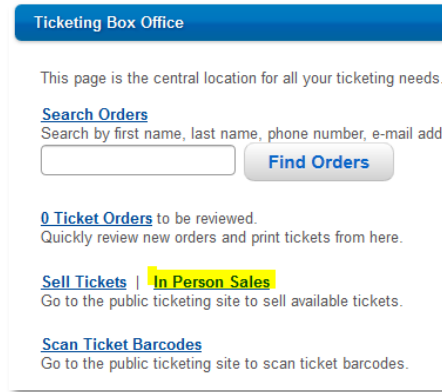 Ticketing Box Office
This page is the central location for all your ticketing needs.
Search Orders
Search by first name, last name, phone number, e-mail add
Find Orders
0 Ticket Orders to be reviewed.
Quickly review new orders and print tickets from here.
Sell Tickets | In Person Sales
Go to the public ticketing site to sell available tickets.
Scan Ticket Barcodes
Go to the public ticketing site to scan ticket barcodes.